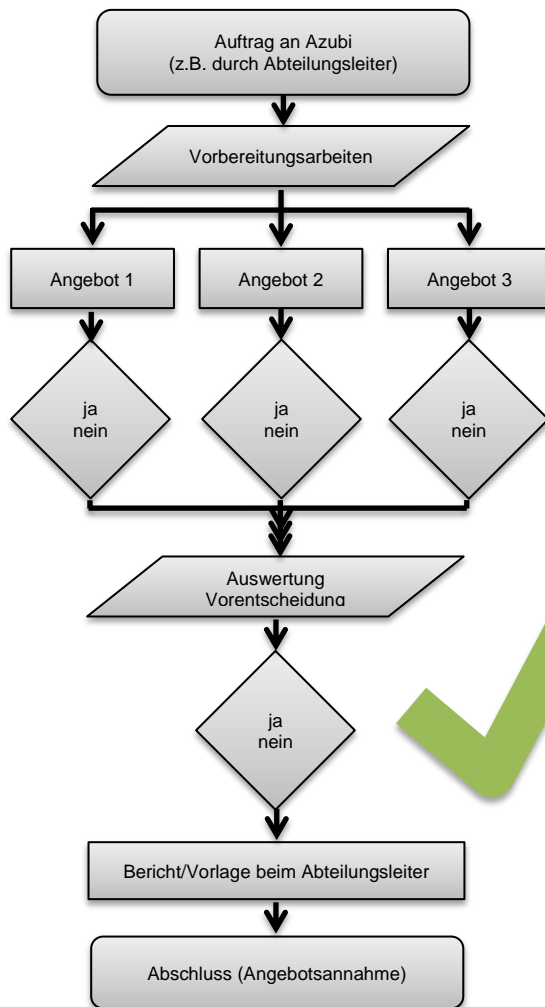 Auftrag an Azubi
(z.B. durch Abteilungsleiter)
Vorbereitungsarbeiten
Angebot 1
Angebot 2
Angebot 3
ja
nein
ja
nein
ja
nein
Auswertung
Vorentscheidung
ja
nein
Bericht/Vorlage beim Abteilungsleiter
Abschluss (Angebotsannahme)